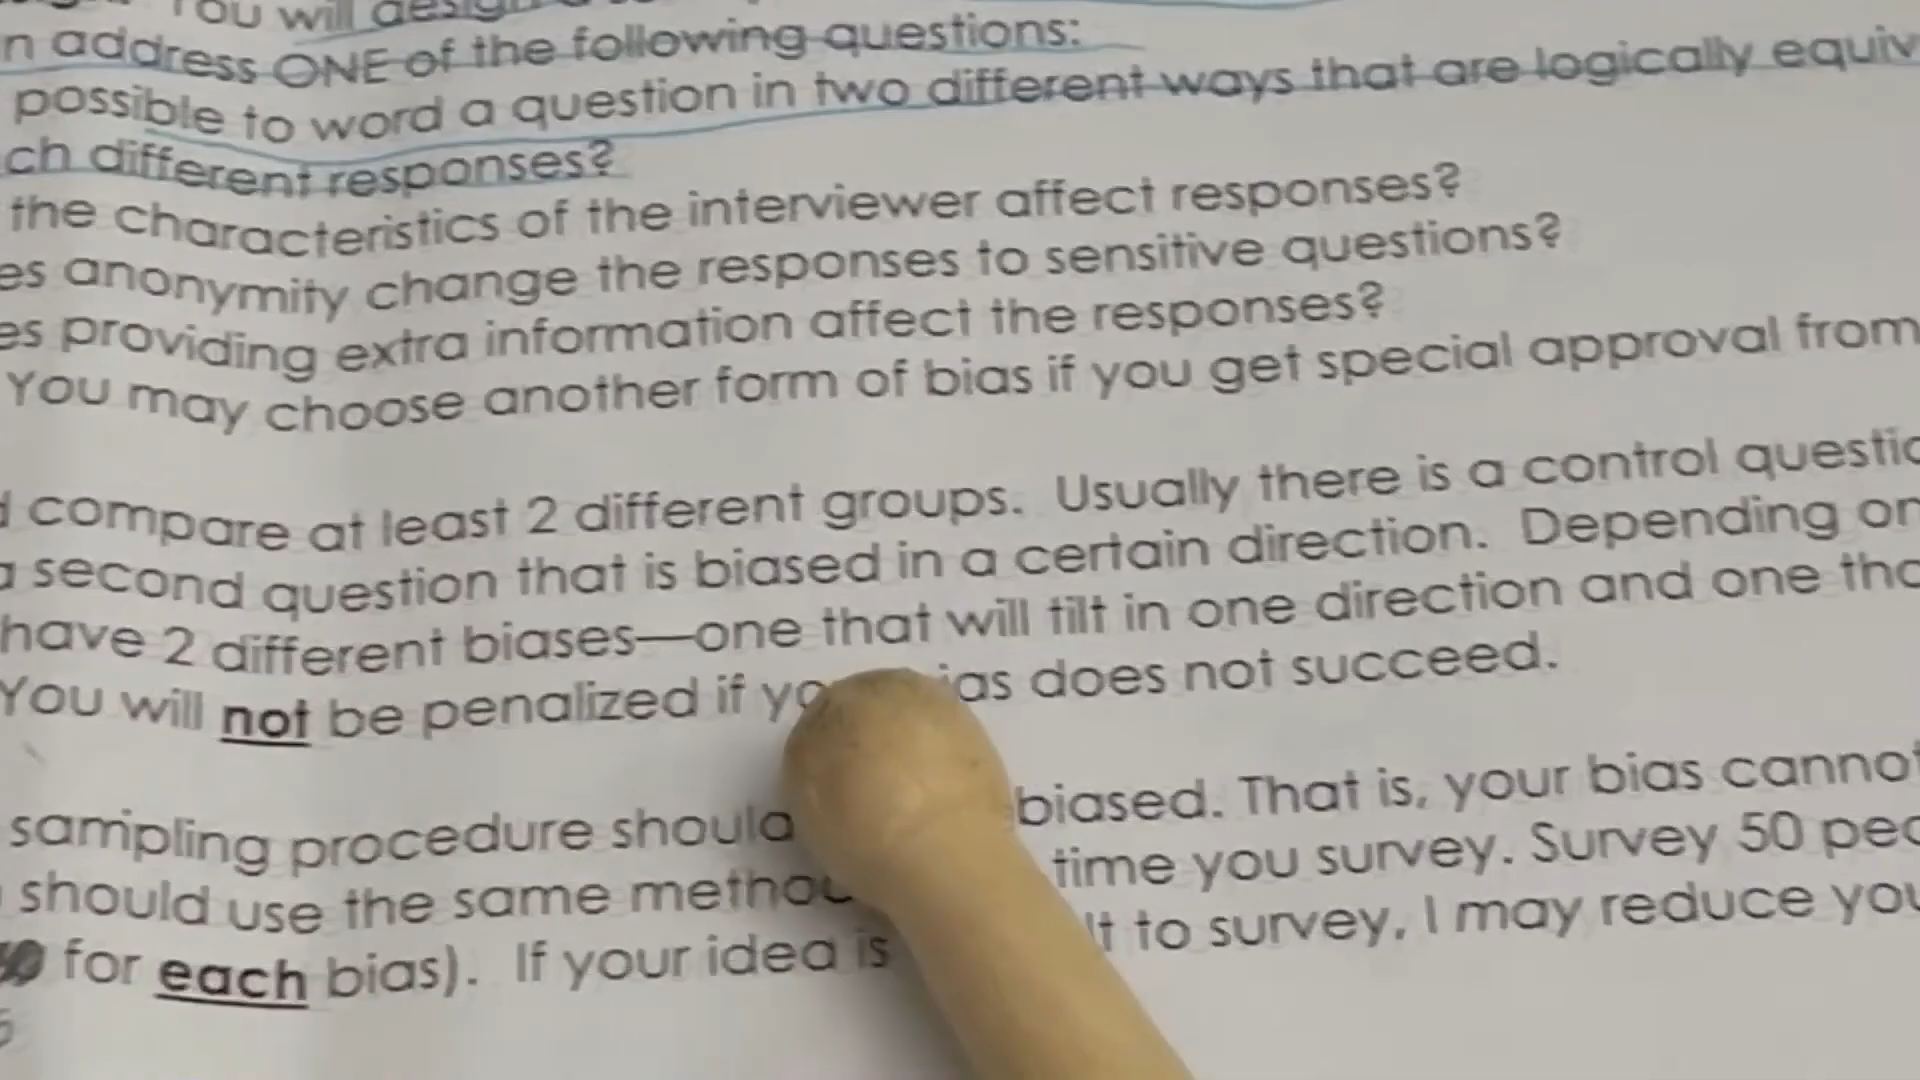 You will
n address ONE of the following questions:
possible to word a question in two different ways that are logically equiv
ch different responses?
the characteristics of the interviewer affect responses?
es anonymity change the responses to sensitive questions?
es providing extra information affect the responses?
You may choose another form of bias if you get special approval from
compare at least 2 different groups. Usually there is a control questio
a second question that is biased in a certain direction. Depending on
have 2 different biases—one that will tilt in one direction and one tha
You will not be penalized if yo ias does not succeed.
sampling procedure should biased. That is, your bias cannot
should use the same method time you survey. Survey 50 peo
for each bias). If your idea is lt to survey, I may reduce you